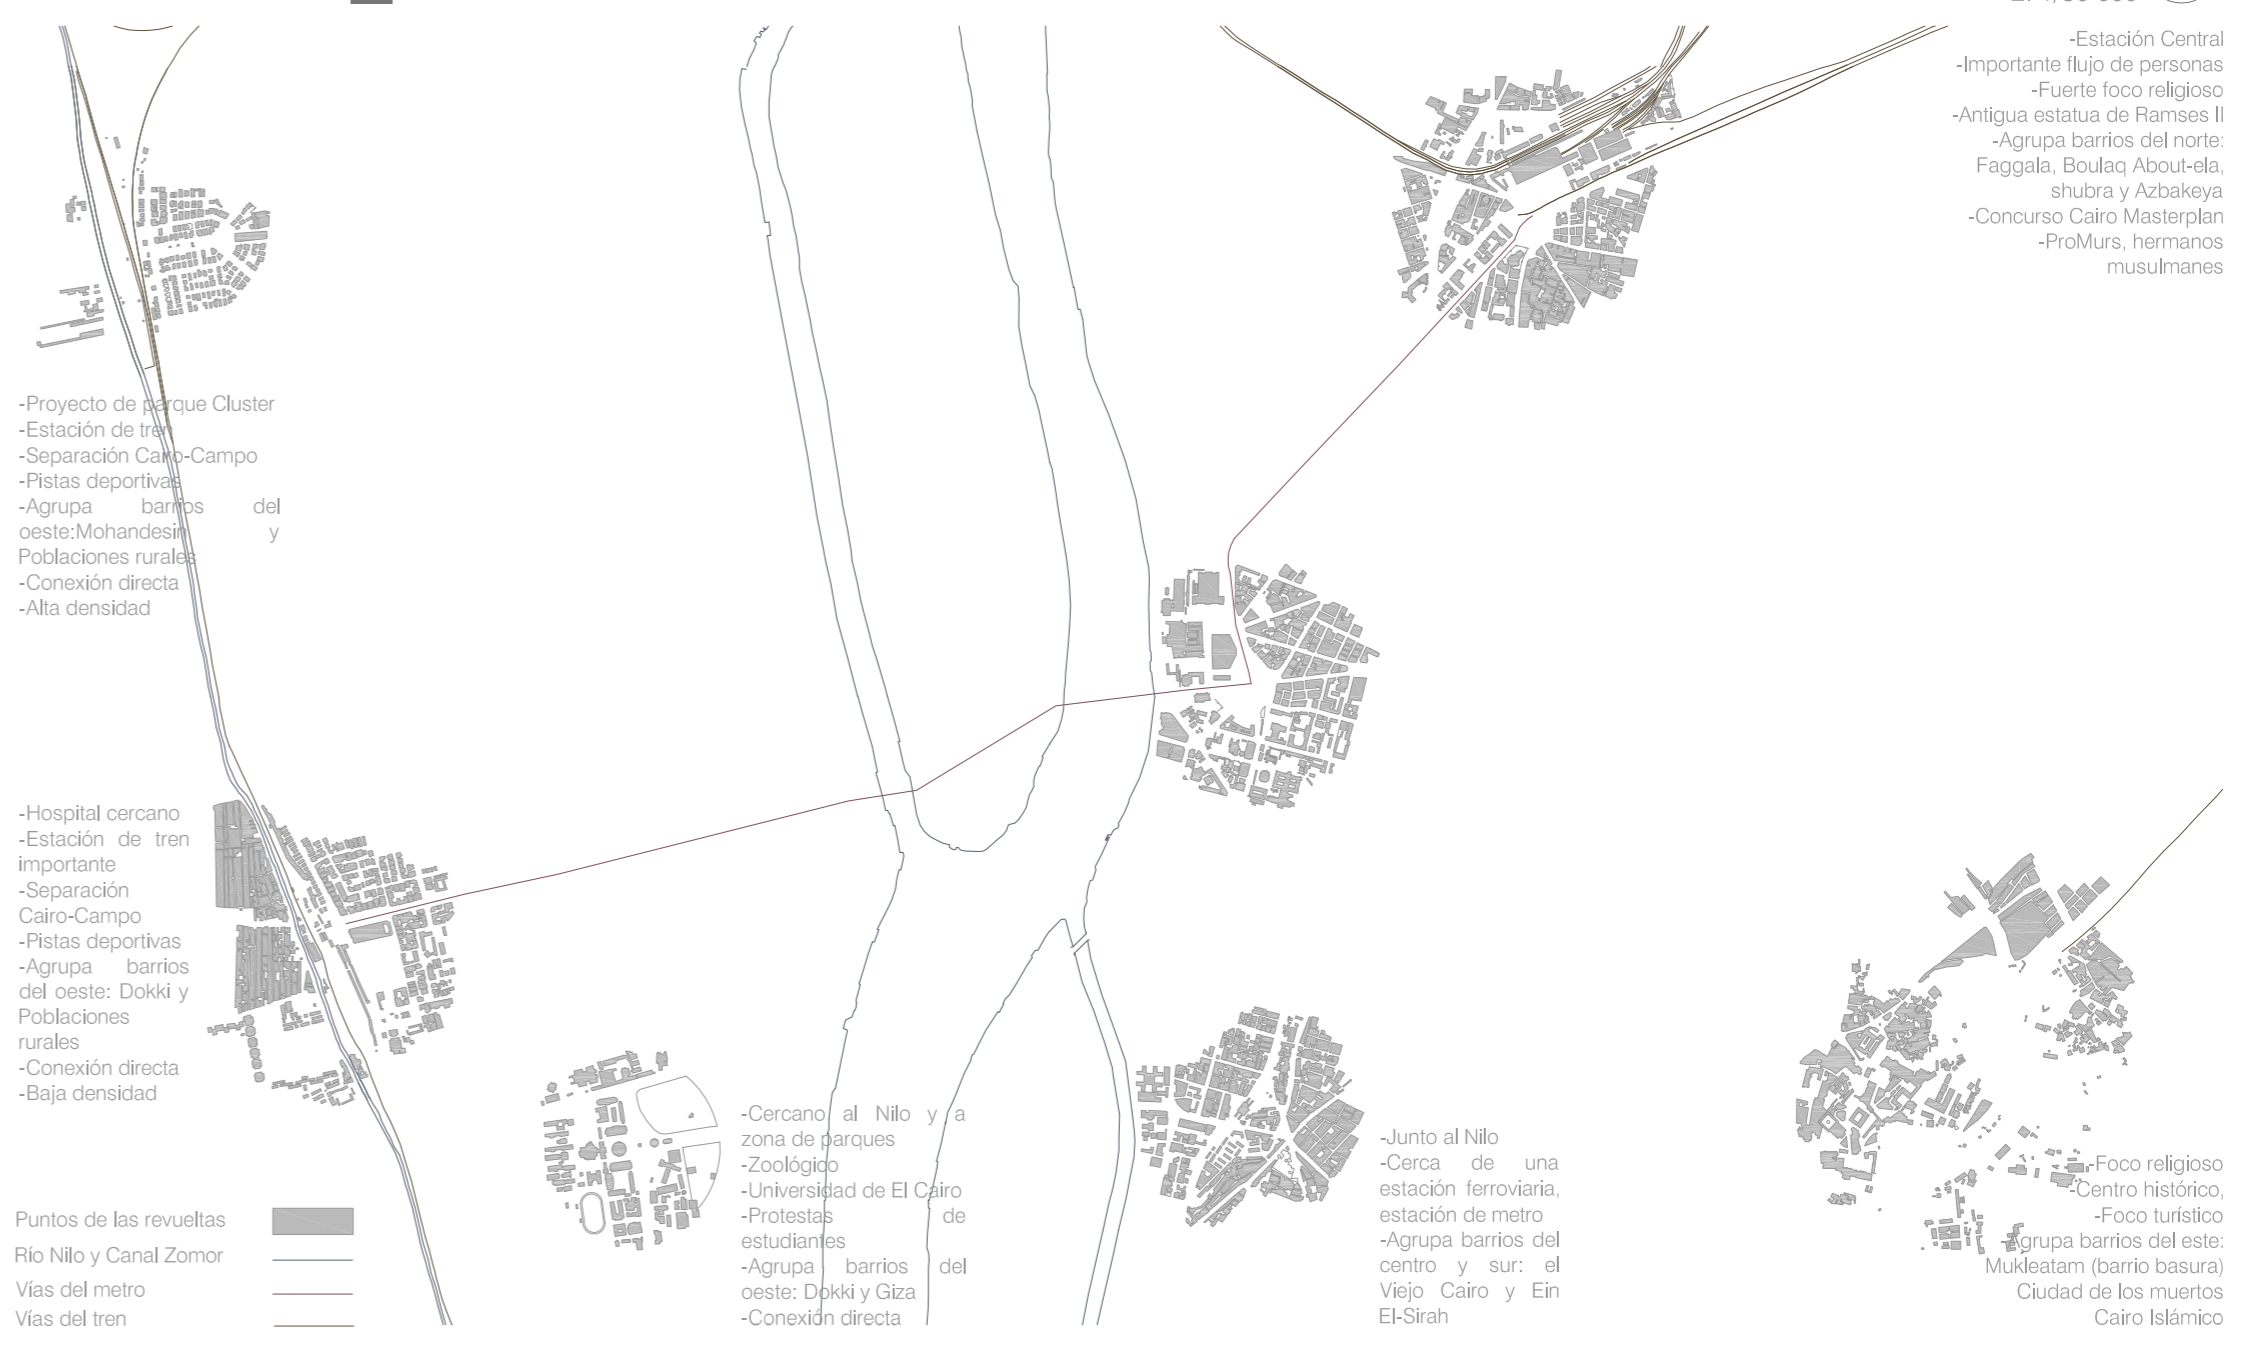 -Estación Central
-Importante flujo de personas
-Fuerte foco religioso
-Antigua estatua de Ramses II
-Agrupa barrios del norte:
Faggala, Boulaq About-ela,
shubra y Azbakeya
-Concurso Cairo Masterplan
-ProMurs, hermanos
musulmanes
-Proyecto de parque Cluster
-Estación de tren
-Separación Cairo-Campo
-Pistas deportivas
-Agrupa barrios del
oeste:Mohandesin y
Poblaciones rurales
-Conexión directa
-Alta densidad
-Hospital cercano
-Estación de tren
importante
-Separación
Cairo-Campo
-Pistas deportivas
-Agrupa barrios
del oeste: Dokki y
Poblaciones
rurales
-Conexión directa
-Baja densidad
-Cercano al Nilo y a
zona de parques
-Zoológico
-Universidad de El Cairo
-Protestas de
estudiantes
-Agrupa barrios del
oeste: Dokki y Giza
-Conexión directa
-Junto al Nilo
-Cerca de una
estación ferroviaria,
estación de metro
-Agrupa barrios del
centro y sur: el
Viejo Cairo y Ein
El-Sirah
-Foco religioso
-Centro histórico,
-Foco turístico
-Agrupa barrios del este:
Mukleatam (barrio basura)
Ciudad de los muertos
Cairo Islámico
Puntos de las revueltas
Río Nilo y Canal Zomor
Vías del metro
Vías del tren